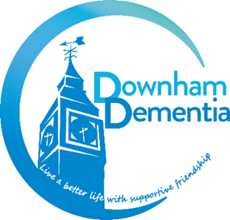 Downham
Dementia
Live a better life with supportive friendship